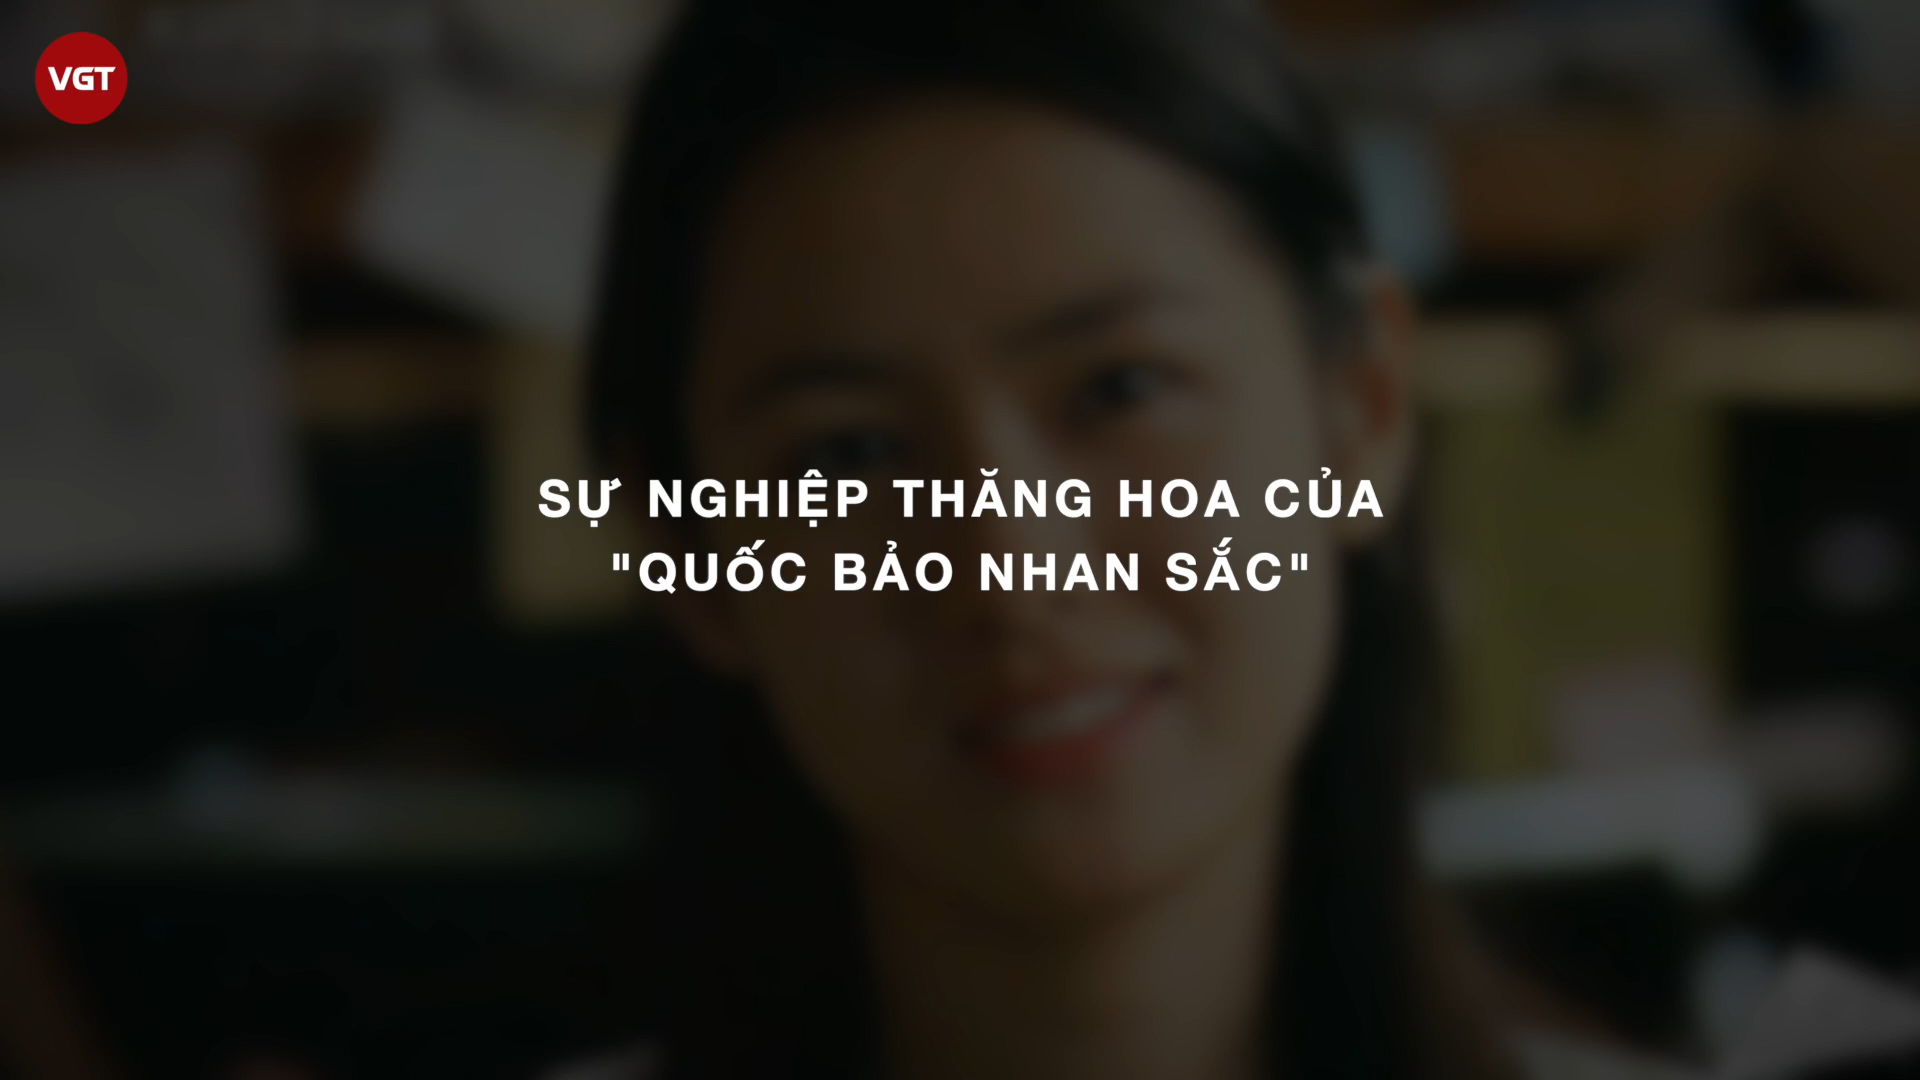 VGT
SỰ NGHIỆP THĂNG HOA CỦA
"QUỐC BẢO NHAN SẮC"